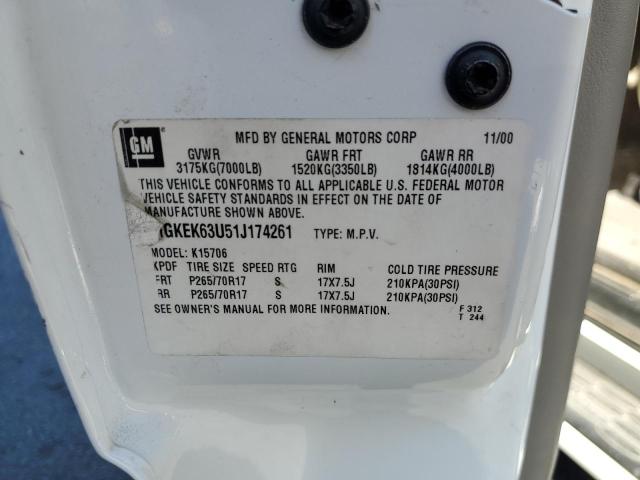 GM
MFD BY GENERAL MOTORS CORP 11/00
GVWR GAWR FRT GAWR RR
3175KG(7000LB) 1520KG(3350LB) 1814KG(4000LB)
THIS VEHICLE CONFORMS TO ALL APPLICABLE U.S. FEDERAL MOTOR
VEHICLE SAFETY STANDARDS IN EFFECT ON THE DATE OF
MANUFACTURE SHOWN ABOVE.
GKEK63U51J174261 TYPE: M.P.V.
MODEL: K15706
KPDF TIRE SIZE SPEED RTG RIM COLD TIRE PRESSURE
FRT P265/70R17 S 17X7.5J 210KPA(30PSI)
RR P265/70R17 S 17X7.5J 210KPA(30PSI)
SEE OWNER'S MANUAL FOR MORE INFORMATION.
F 312
T 244